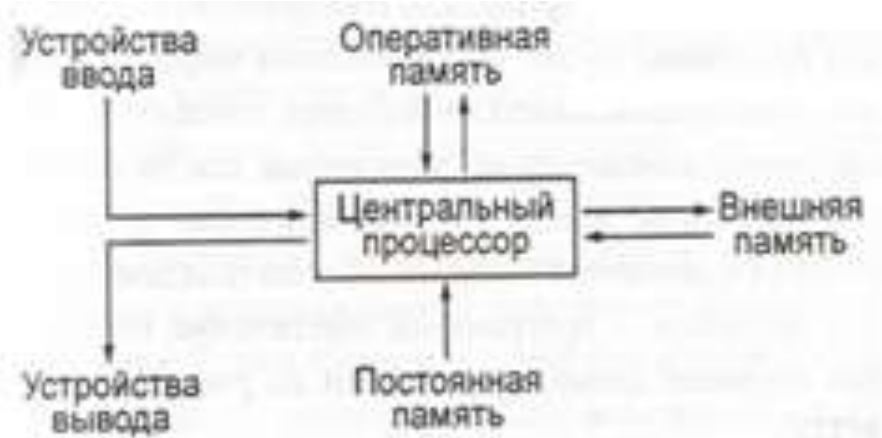 Устройства
ввода
Оперативная
память
Центральный
процессор
Внешняя
память
Устройства
вывода
Постоянная
память